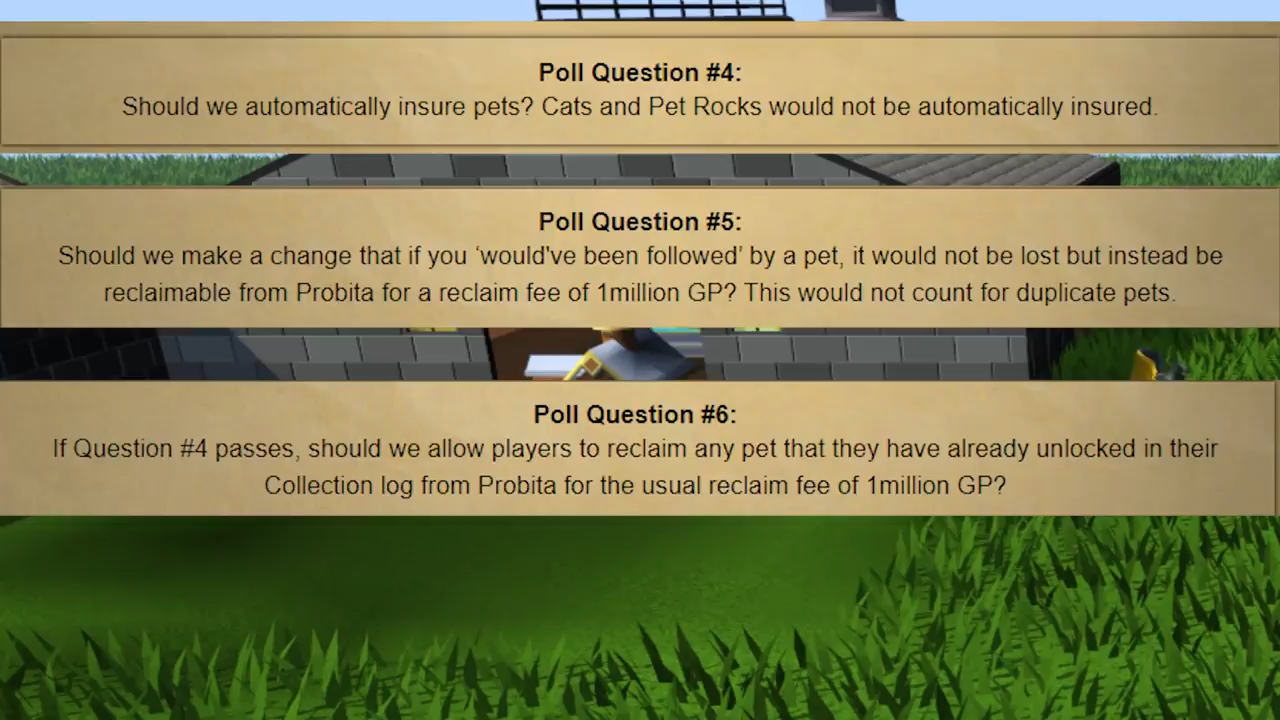 Poll Question #4:
Should we automatically insure pets? Cats and Pet Rocks would not be automatically insured.
Poll Question #5:
Should we make a change that if you ‘would've been followed’ by a pet, it would not be lost but instead be
reclaimable from Probita for a reclaim fee of 1million GP? This would not count for duplicate pets.
Poll Question #6:
If Question #4 passes, should we allow players to reclaim any pet that they have already unlocked in their
Collection log from Probita for the usual reclaim fee of 1million GP?